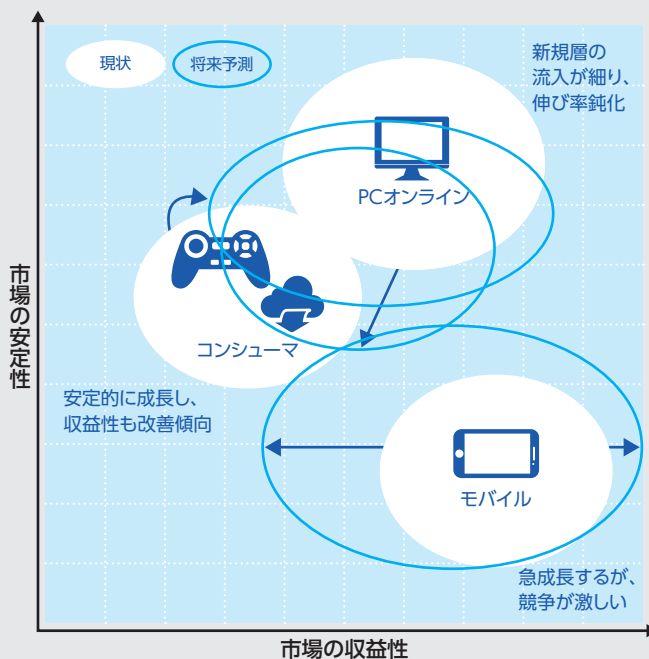 現状
将来予測
新規層の
流入が細り、
伸び率鈍化
PCオンライン
コンシューマ
安定的に成長し、
収益性も改善傾向
モバイル
急成長するが、
競争が激しい
市場の安定性
市場の収益性